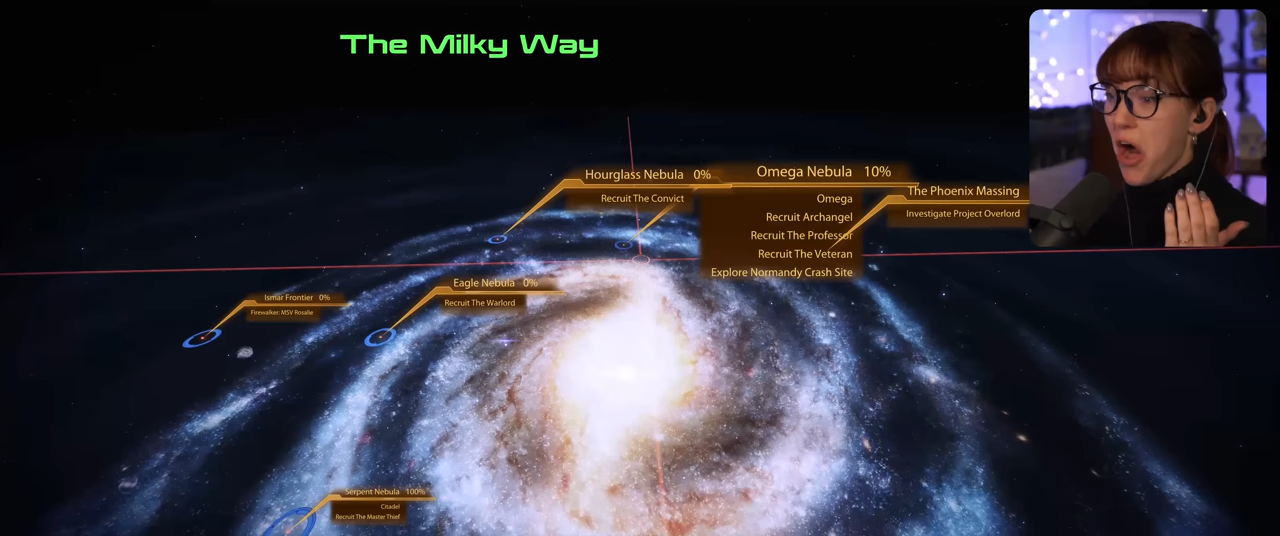 The Milky Way
Hourglass Nebula 0%
Recruit The Convict
Omega Nebula 10%
Omega
Recruit Archangel
Recruit The Professor
Recruit The Veteran
Explore Normandy Crash Site
The Phoenix Massing
Investigate Project Overlord
Eagle Nebula 0%
Recruit The Warlord
Ismar Frontier 0%
Firewalker: MSV Rosalie
Serpent Nebula 100%
Citadel
Recruit The Master Thief